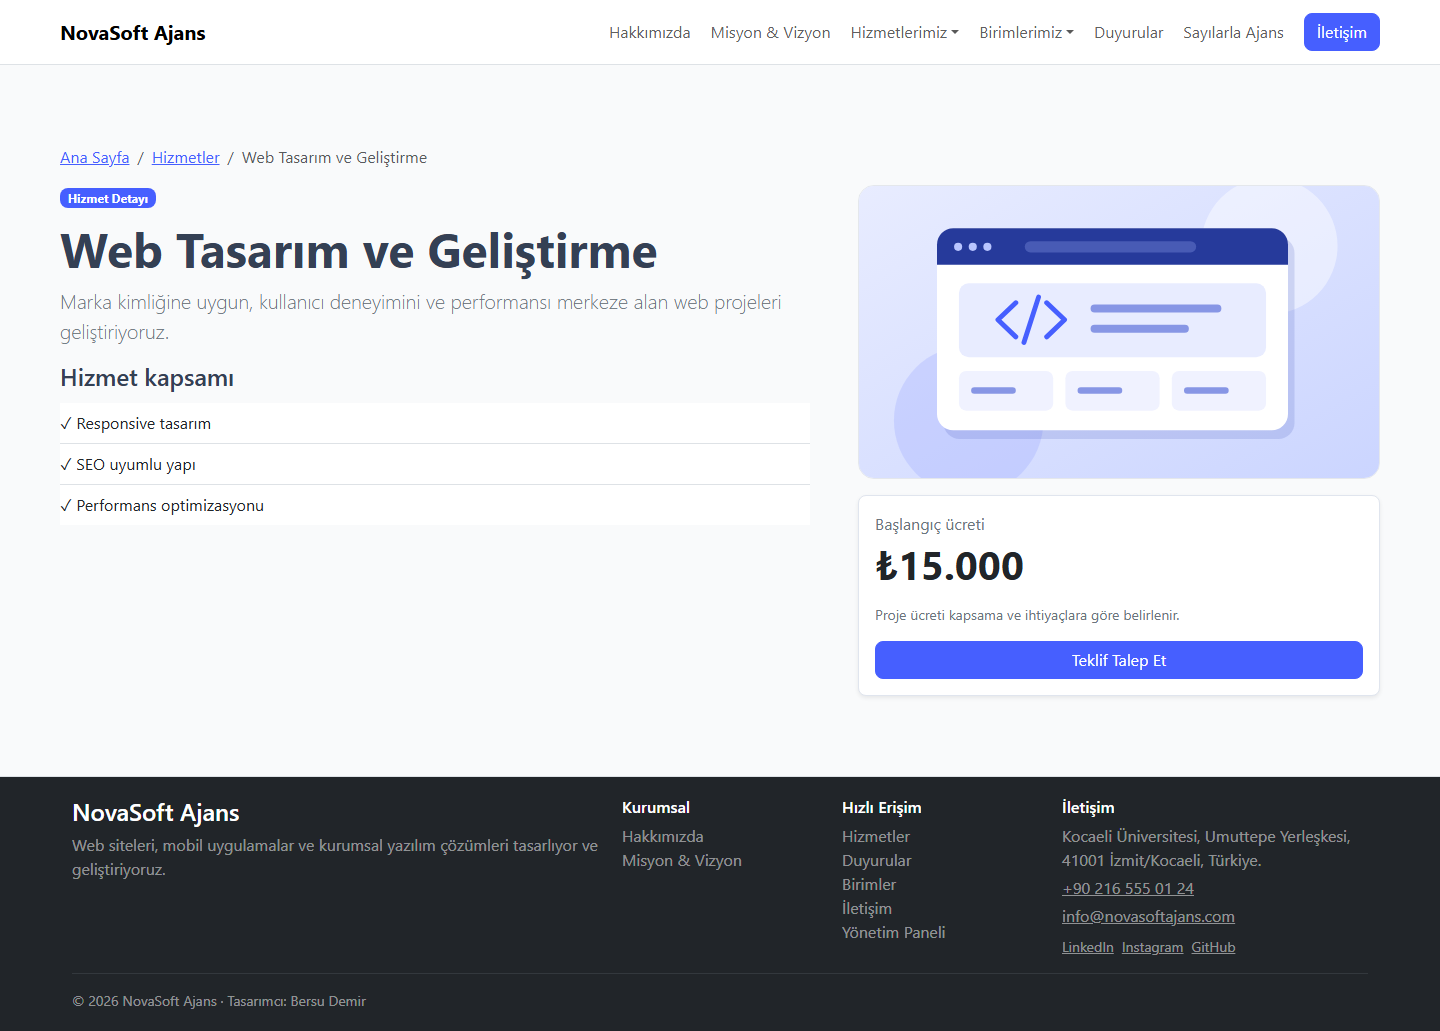 NovaSoft Ajans
Hakkımızda
Misyon & Vizyon
Hizmetlerimiz
Birimlerimiz
Duyurular
Sayılarla Ajans
İletişim
Ana Sayfa / Hizmetler / Web Tasarım ve Geliştirme
Hizmet Detayı
Web Tasarım ve Geliştirme
Marka kimliğine uygun, kullanıcı deneyimini ve performansı merkeze alan web projeleri
geliştiriyoruz.
Hizmet kapsamı
✓ Responsive tasarım
✓ SEO uyumlu yapı
✓ Performans optimizasyonu
</>
Başlangıç ücreti
₺15.000
Proje ücreti kapsama ve ihtiyaçlara göre belirlenir.
Teklif Talep Et
NovaSoft Ajans
Web siteleri, mobil uygulamalar ve kurumsal yazılım çözümleri tasarlıyor ve
geliştiriyoruz.
Kurumsal
Hakkımızda
Misyon & Vizyon
Hızlı Erişim
Hizmetler
Duyurular
Birimler
İletişim
Yönetim Paneli
İletişim
Kocaeli Üniversitesi, Umuttepe Yerleşkesi,
41001 İzmit/Kocaeli, Türkiye.
+90 216 555 01 24
info@novasoftajans.com
LinkedIn Instagram GitHub
© 2026 NovaSoft Ajans · Tasarımcı: Bersu Demir